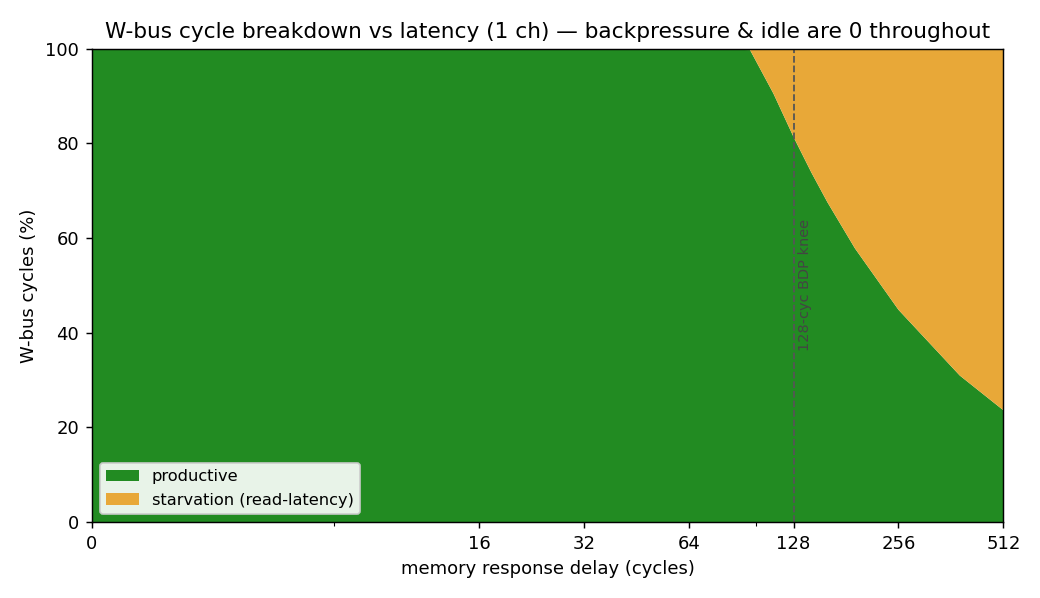 W-bus cycle breakdown vs latency (1 ch) — backpressure & idle are 0 throughout
100
80
60
40
20
0
W-bus cycles (%)
128-cyc BDP knee
productive
starvation (read-latency)
0 16 32 64 128 256 512
memory response delay (cycles)